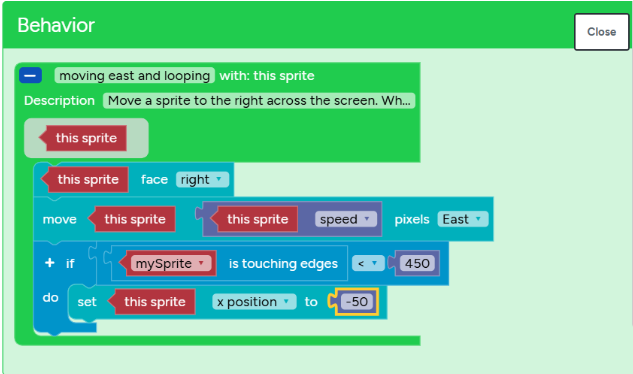 Behavior
Close
moving east and looping with: this sprite
Description Move a sprite to the right across the screen. Wh...
this sprite
this sprite face right
move this sprite this sprite speed pixels East
+ if mySprite is touching edges < 450
do set this sprite x position to -50